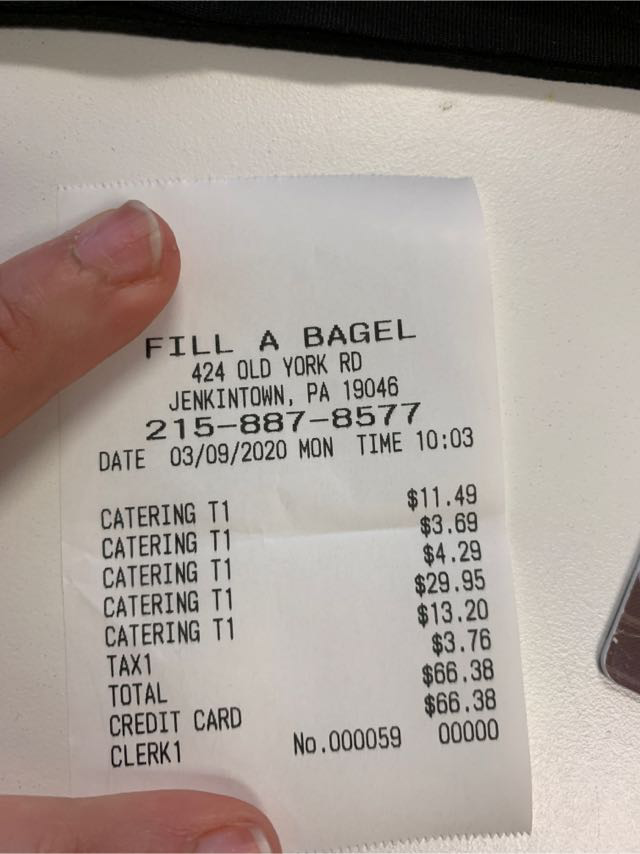 FILL A BAGEL
424 OLD YORK RD
JENKINTOWN, PA 19046
215-887-8577
DATE 03/09/2020 MON TIME 10:03
CATERING T1 $11.49
CATERING T1 $3.69
CATERING T1 $4.29
CATERING T1 $29.95
CATERING T1 $13.20
TAX1 $3.76
TOTAL $66.38
CREDIT CARD $66.38
CLERK1 No.000059 00000